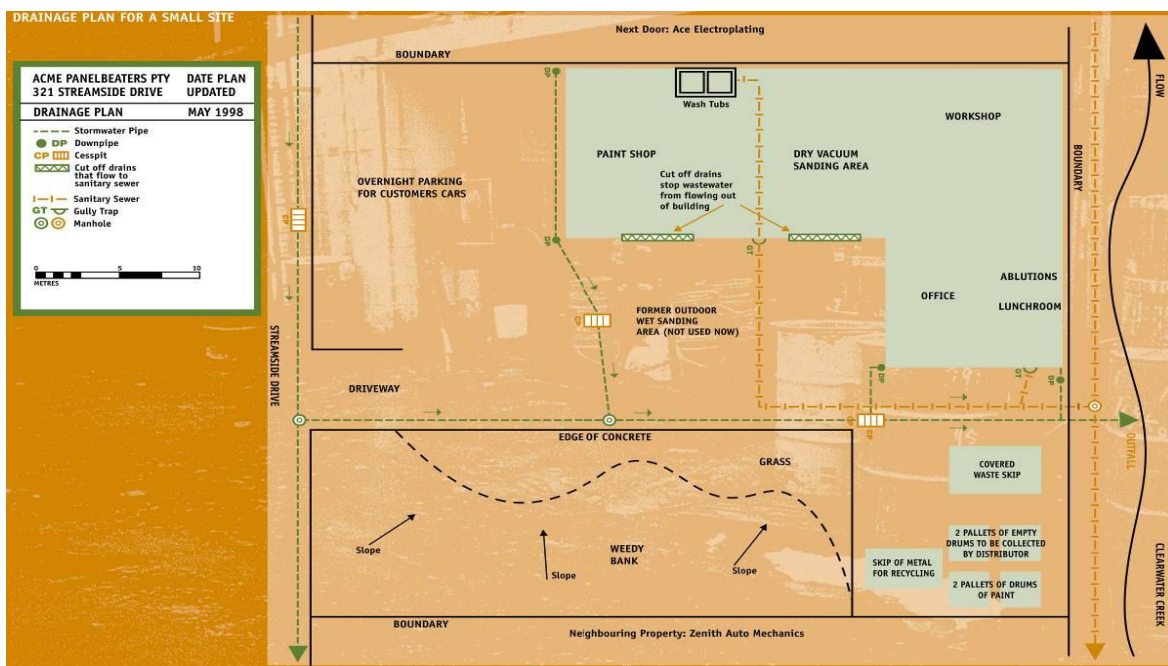 DRAINAGE PLAN FOR A SMALL SITE
Next Door: Ace Electroplating
BOUNDARY
ACME PANELBEATERS PTY
321 STREAMSIDE DRIVE
DATE PLAN
UPDATED
DRAINAGE PLAN
MAY 1998
Stormwater Pipe
DP Downpipe
CP Cesspit
Cut off drains
that flow to
sanitary sewer
Sanitary Sewer
GT Gully Trap
Manhole
0 5 10
METRES
DP
Wash Tubs
WORKSHOP
PAINT SHOP
DRY VACUUM
SANDING AREA
Cut off drains
stop wastewater
from flowing out
of building
OVERNIGHT PARKING
FOR CUSTOMERS CARS
BOUNDARY
FLOW
CP
DP
GT
ABLUTIONS
LUNCHROOM
OFFICE
CP
FORMER OUTDOOR
WET SANDING
AREA (NOT USED NOW)
STREAMSIDE DRIVE
DRIVEWAY
DP
GT
DP
CP
CP
EDGE OF CONCRETE
GRASS
OUTFALL
COVERED
WASTE SKIP
Slope
Slope
Slope
WEEDY
BANK
2 PALLETS OF EMPTY
DRUMS TO BE COLLECTED
BY DISTRIBUTOR
SKIP OF METAL
FOR RECYCLING
2 PALLETS OF DRUMS
OF PAINT
CLEARWATER CREEK
BOUNDARY
Neighbouring Property: Zenith Auto Mechanics